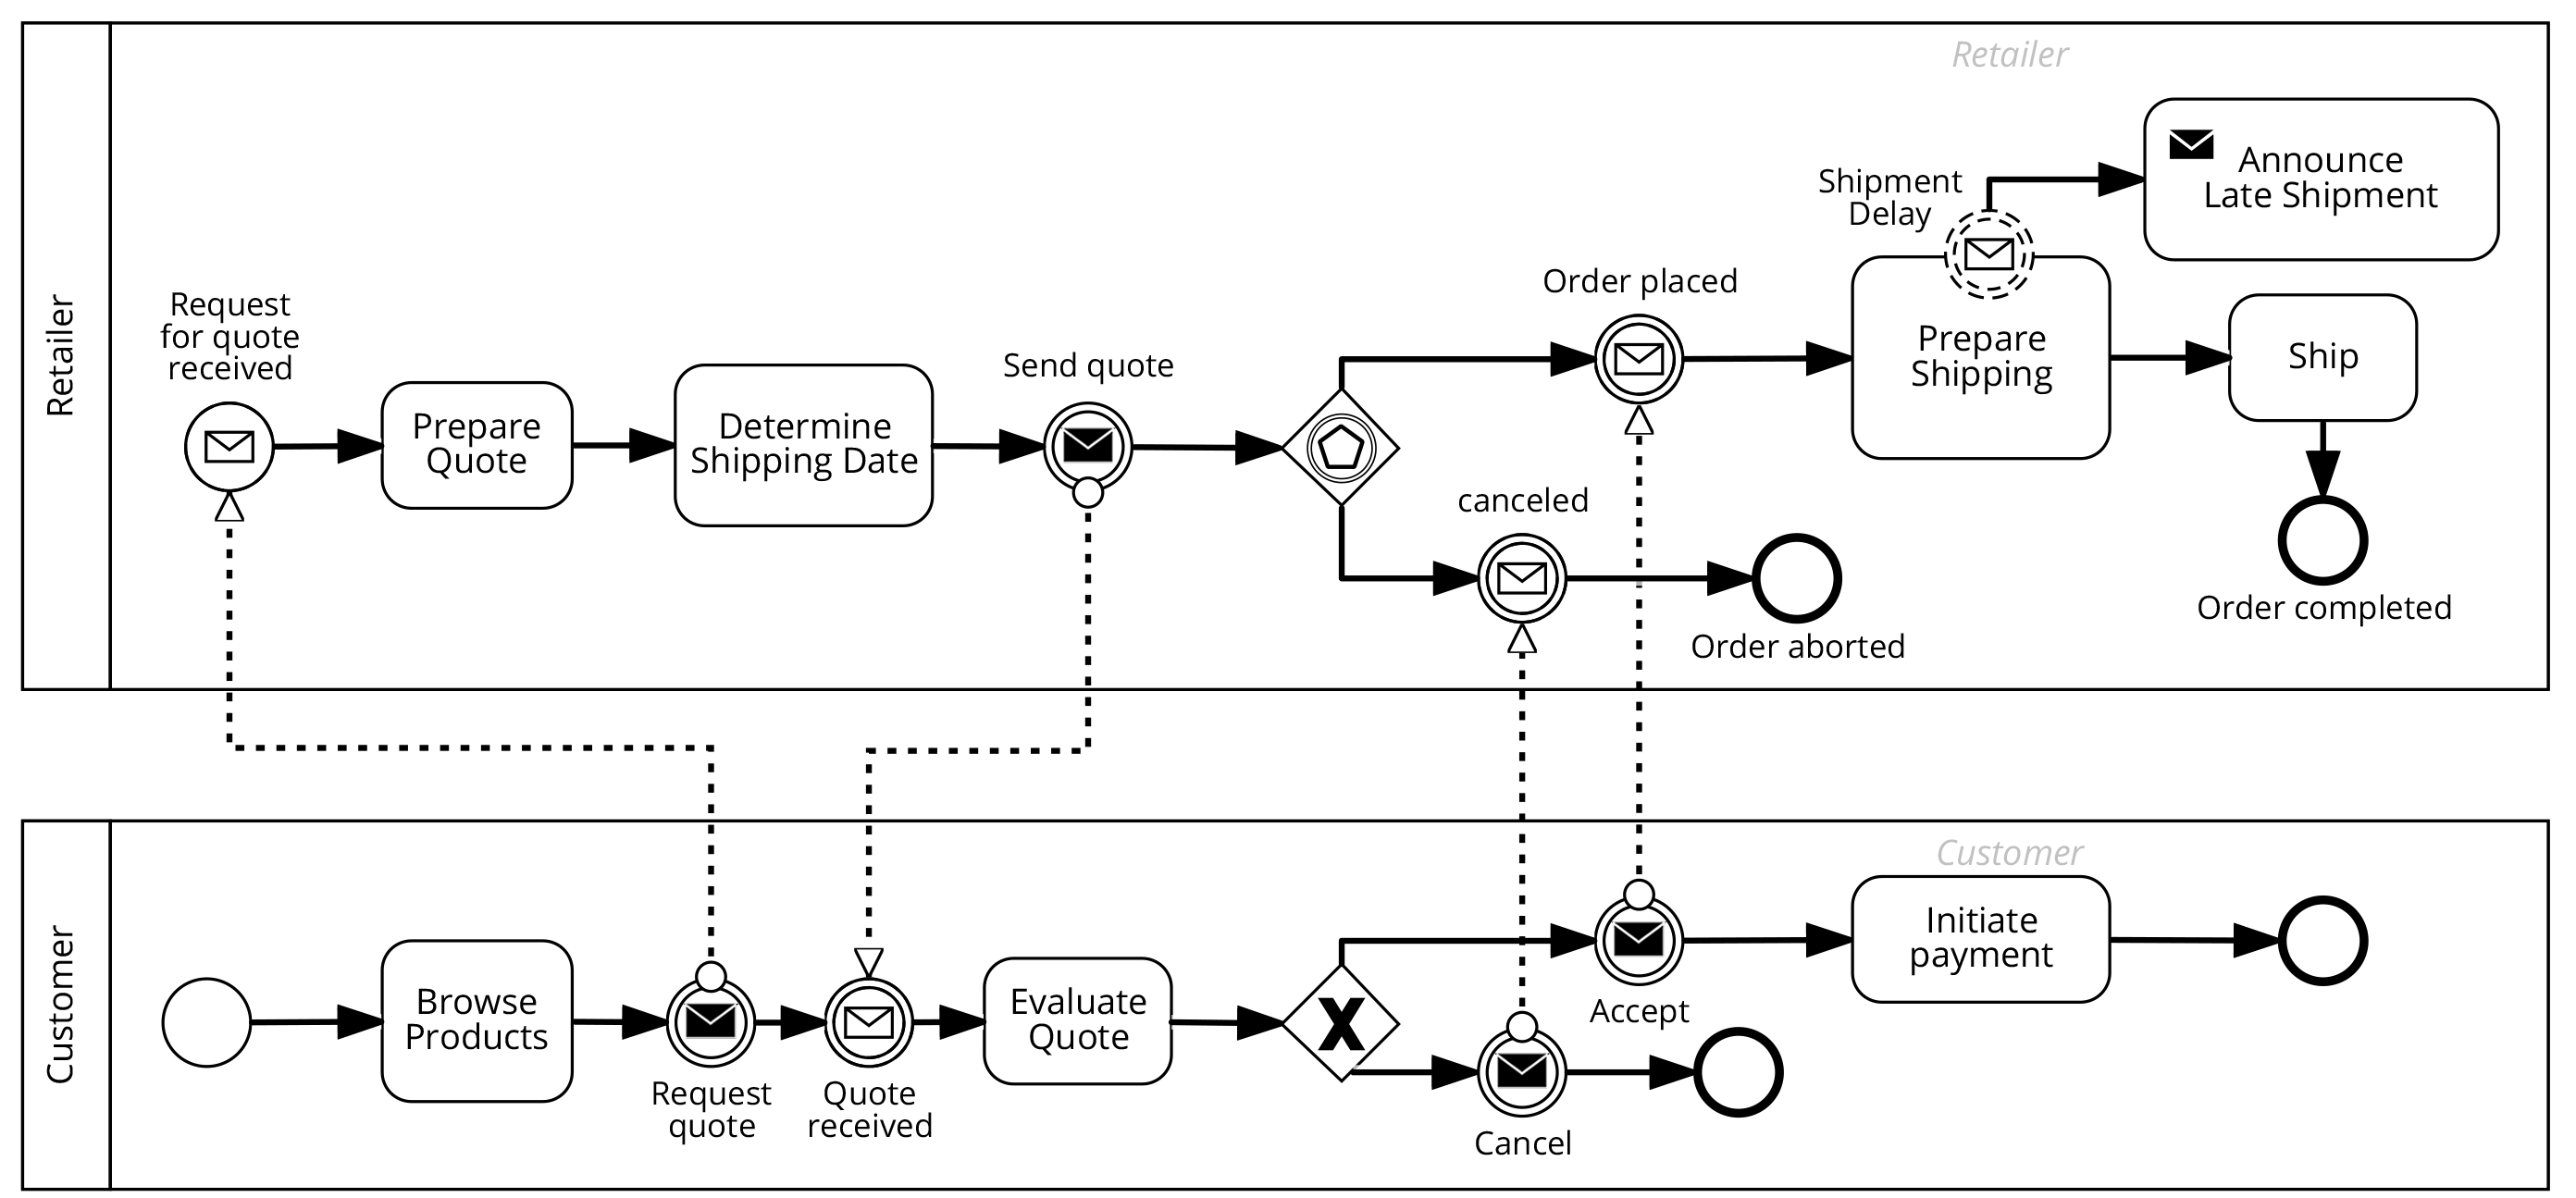 Retailer
Retailer
Announce
Late Shipment
Shipment
Delay
Order placed
Request
for quote
received
Prepare
Shipping
Ship
Send quote
Prepare
Quote
Determine
Shipping Date
canceled
Order completed
Order aborted
Customer
Customer
Initiate
payment
Browse
Products
Evaluate
Quote
Accept
Request
quote
Quote
received
X
Cancel